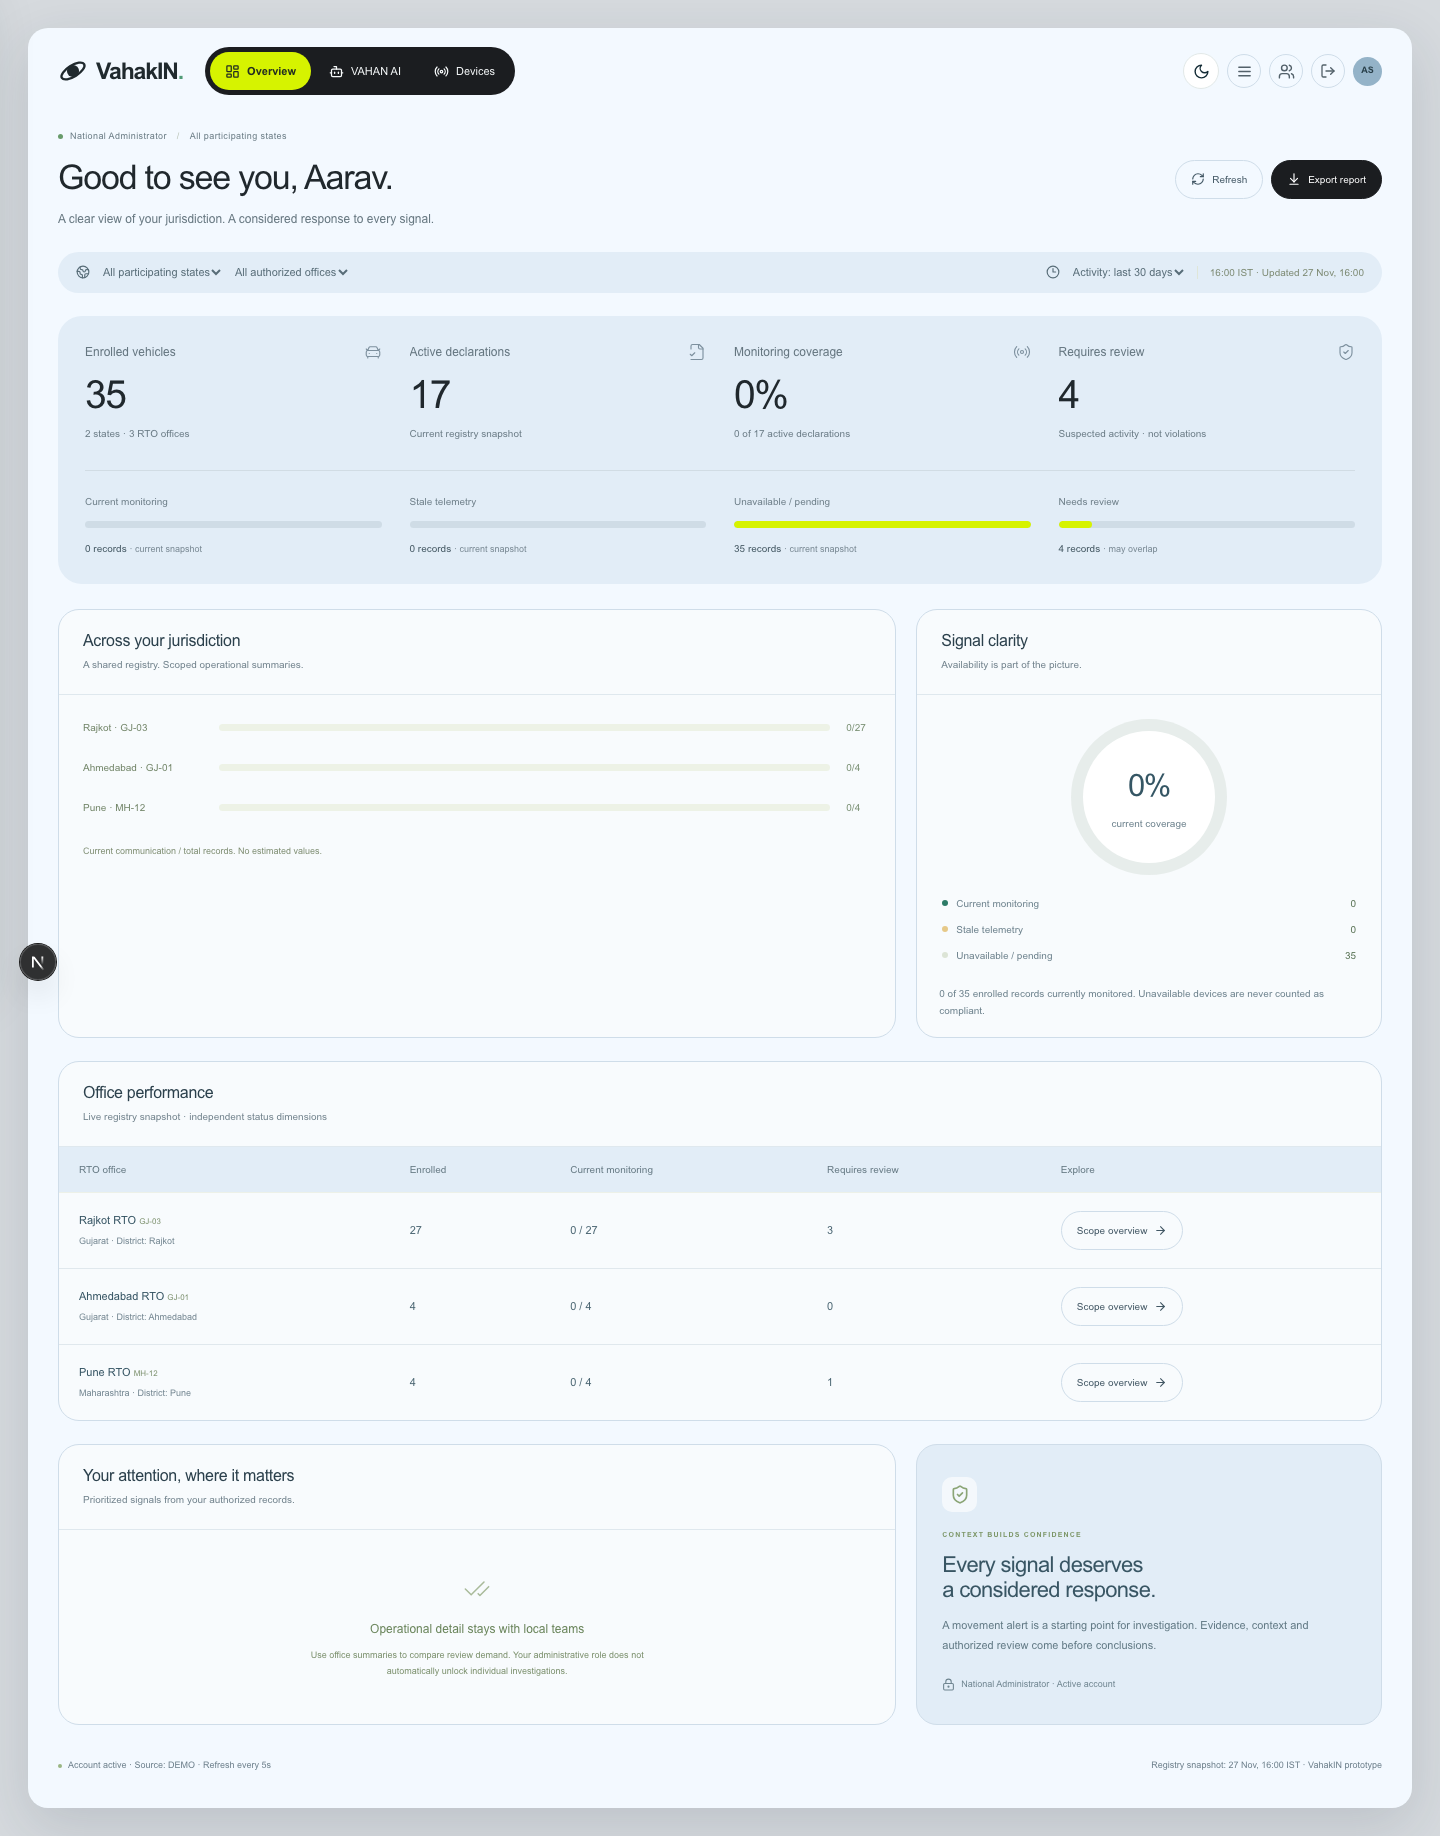 VahakIN.
Overview
VAHAN AI
Devices
AS
National Administrator / All participating states
Good to see you, Aarav.
Refresh
Export report
A clear view of your jurisdiction. A considered response to every signal.
All participating states
All authorized offices
Activity: last 30 days
16:00 IST · Updated 27 Nov, 16:00
Enrolled vehicles
35
2 states · 3 RTO offices
Active declarations
17
Current registry snapshot
Monitoring coverage
0%
0 of 17 active declarations
Requires review
4
Suspected activity · not violations
Current monitoring
0 records · current snapshot
Stale telemetry
0 records · current snapshot
Unavailable / pending
35 records · current snapshot
Needs review
4 records · may overlap
Across your jurisdiction
A shared registry. Scoped operational summaries.
Rajkot · GJ-03
0/27
Ahmedabad · GJ-01
0/4
Pune · MH-12
0/4
Current communication / total records. No estimated values.
Signal clarity
Availability is part of the picture.
0%
current coverage
Current monitoring 0
Stale telemetry 0
Unavailable / pending 35
0 of 35 enrolled records currently monitored. Unavailable devices are never counted as
compliant.
N
Office performance
Live registry snapshot · independent status dimensions
RTO office Enrolled Current monitoring Requires review Explore
Rajkot RTO GJ-03
Gujarat · District: Rajkot
27 0 / 27 3 Scope overview
Ahmedabad RTO GJ-01
Gujarat · District: Ahmedabad
4 0 / 4 0 Scope overview
Pune RTO MH-12
Maharashtra · District: Pune
4 0 / 4 1 Scope overview
Your attention, where it matters
Prioritized signals from your authorized records.
Operational detail stays with local teams
Use office summaries to compare review demand. Your administrative role does not
automatically unlock individual investigations.
CONTEXT BUILDS CONFIDENCE
Every signal deserves
a considered response.
A movement alert is a starting point for investigation. Evidence, context and
authorized review come before conclusions.
National Administrator · Active account
Account active · Source: DEMO · Refresh every 5s
Registry snapshot: 27 Nov, 16:00 IST · VahakIN prototype